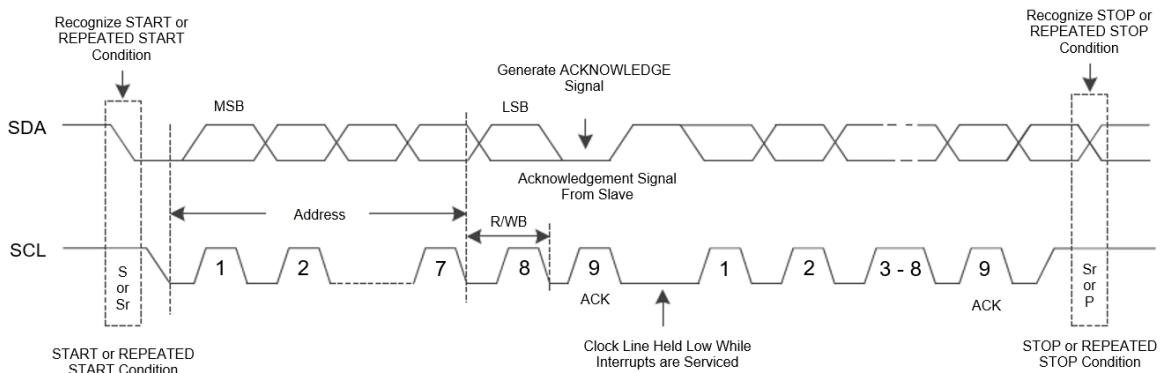 Recognize START or
REPEATED START
Condition
Recognize STOP or
REPEATED STOP
Condition
Generate ACKNOWLEDGE
Signal
MSB
LSB
SDA
Acknowledgement Signal
From Slave
Address
R/WB
SCL
S
or
Sr
1
2
7
8
9
1
2
3 - 8
9
Sr
or
P
ACK
ACK
START or REPEATED
START Condition
Clock Line Held Low While
Interrupts are Serviced
STOP or REPEATED
STOP Condition